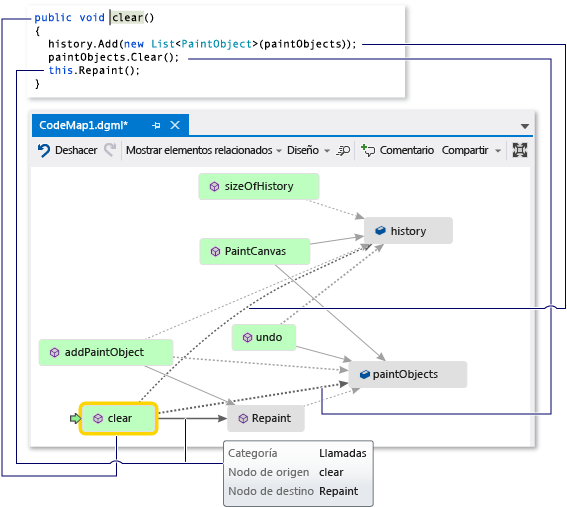 public void clear()
{
history.Add(new List<PaintObject>(paintObjects));
paintObjects.Clear();
this.Repaint();
}
CodeMap1.dgml*
Deshacer Mostrar elementos relacionados Diseño Comentario Compartir
sizeOfHistory
history
PaintCanvas
undo
addPaintObject
paintObjects
clear
Repaint
Categoría Llamadas
Nodo de origen clear
Nodo de destino Repaint